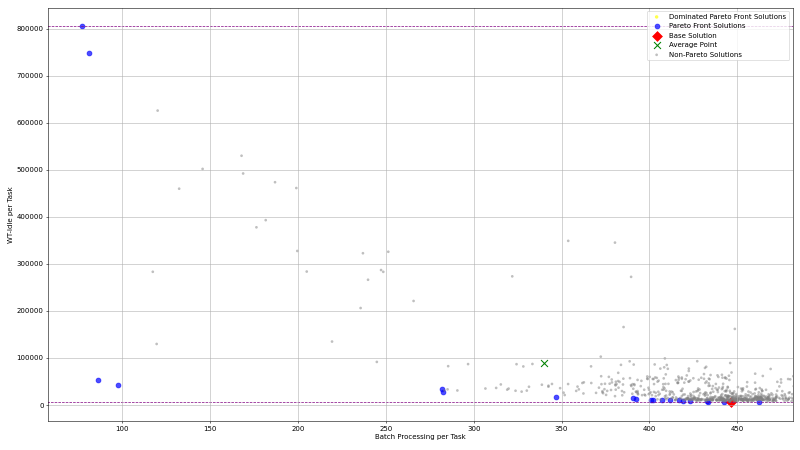 Dominated Pareto Front Solutions
Pareto Front Solutions
Base Solution
Average Point
Non-Pareto Solutions
800000
700000
600000
500000
400000
300000
200000
100000
0
WT-Idle per Task
100
150
200
250
300
350
400
450
Batch Processing per Task